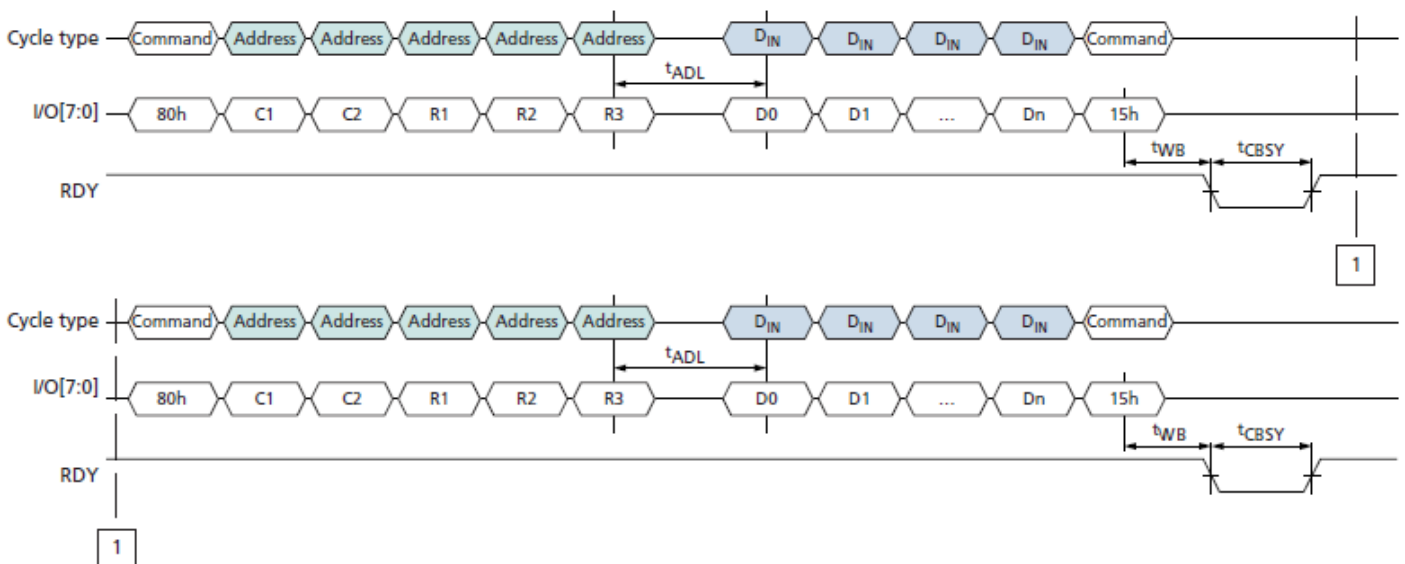 Cycle type Command Address Address Address Address Address DIN DIN DIN DIN Command
tADL
I/O[7:0] 80h C1 C2 R1 R2 R3 D0 D1 ... Dn 15h
tWB tCBSY
RDY
1
Cycle type Command Address Address Address Address Address DIN DIN DIN DIN Command
tADL
I/O[7:0] 80h C1 C2 R1 R2 R3 D0 D1 ... Dn 15h
tWB tCBSY
RDY
1